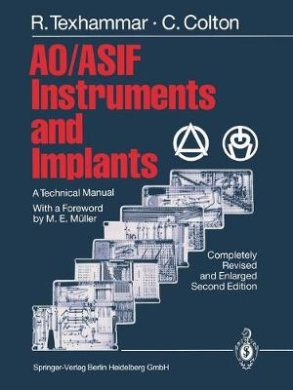 R. Texhammar · C. Colton
AO/ASIF
Instruments
and
Implants
A Technical Manual
With a Foreword
by M. E. Müller
Completely
Revised
and Enlarged
Second Edition
Springer-Verlag Berlin Heidelberg GmbH